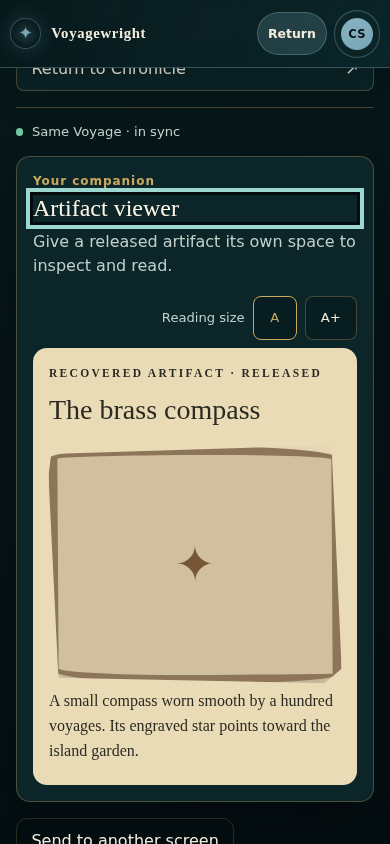 Voyagewright
Return
CS
Return to Chronicle
Same Voyage · in sync
Your companion
Artifact viewer
Give a released artifact its own space to
inspect and read.
Reading size
A
A+
RECOVERED ARTIFACT · RELEASED
The brass compass
A small compass worn smooth by a hundred
voyages. Its engraved star points toward the
island garden.
Send to another screen